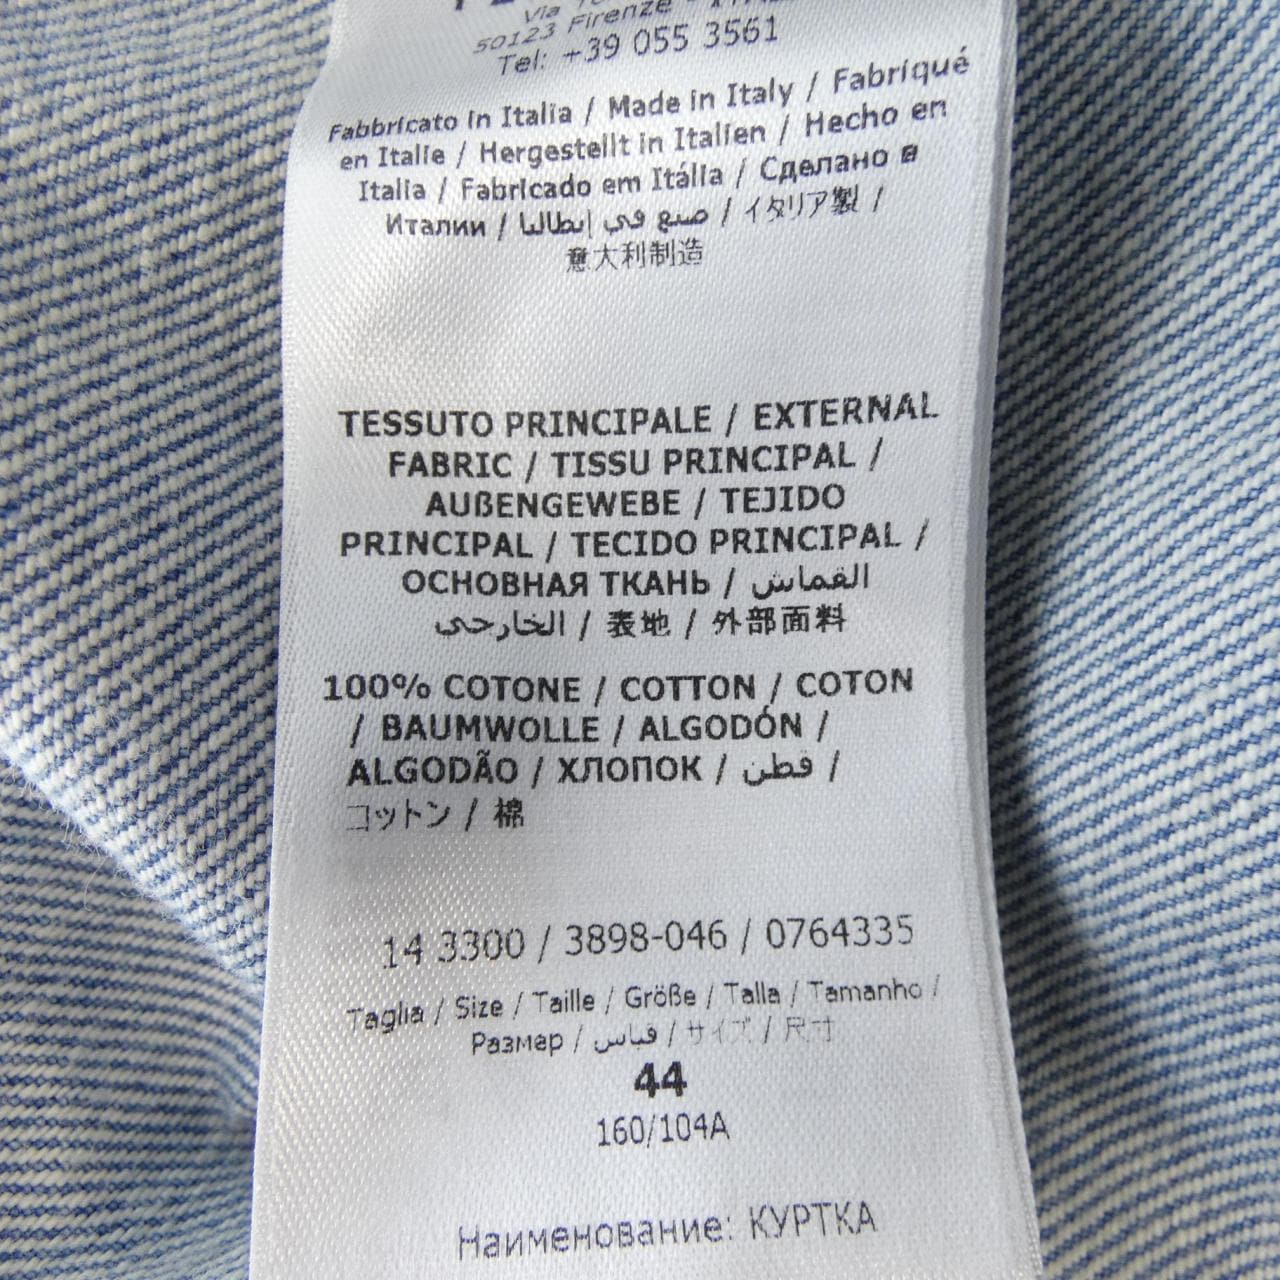 50123 Firenze - ITALIA
Tel: +39 055 3561
Fabbricato in Italia / Made in Italy / Fabriqué
en Italie / Hergestellt in Italien / Hecho en
Italia / Fabricado em Itália / Сделано в
Италии / صنع في إيطاليا / イタリア製 /
意大利制造
TESSUTO PRINCIPALE / EXTERNAL
FABRIC / TISSU PRINCIPAL /
AUßENGEWEBE / TEJIDO
PRINCIPAL / TECIDO PRINCIPAL /
ОСНОВНАЯ ТКАНЬ / القماش
الخارجى / 表地 / 外部面料
100% COTONE / COTTON / COTON
/ BAUMWOLLE / ALGODÓN /
ALGODÃO / ХЛОПОК / قطن /
コットン / 棉
14 3300 / 3898-046 / 0764335
Taglia / Size / Taille / Größe / Talla / Tamanho /
Размер / قياس / サイズ / 尺寸
44
160/104A
Наименование: КУРТКА